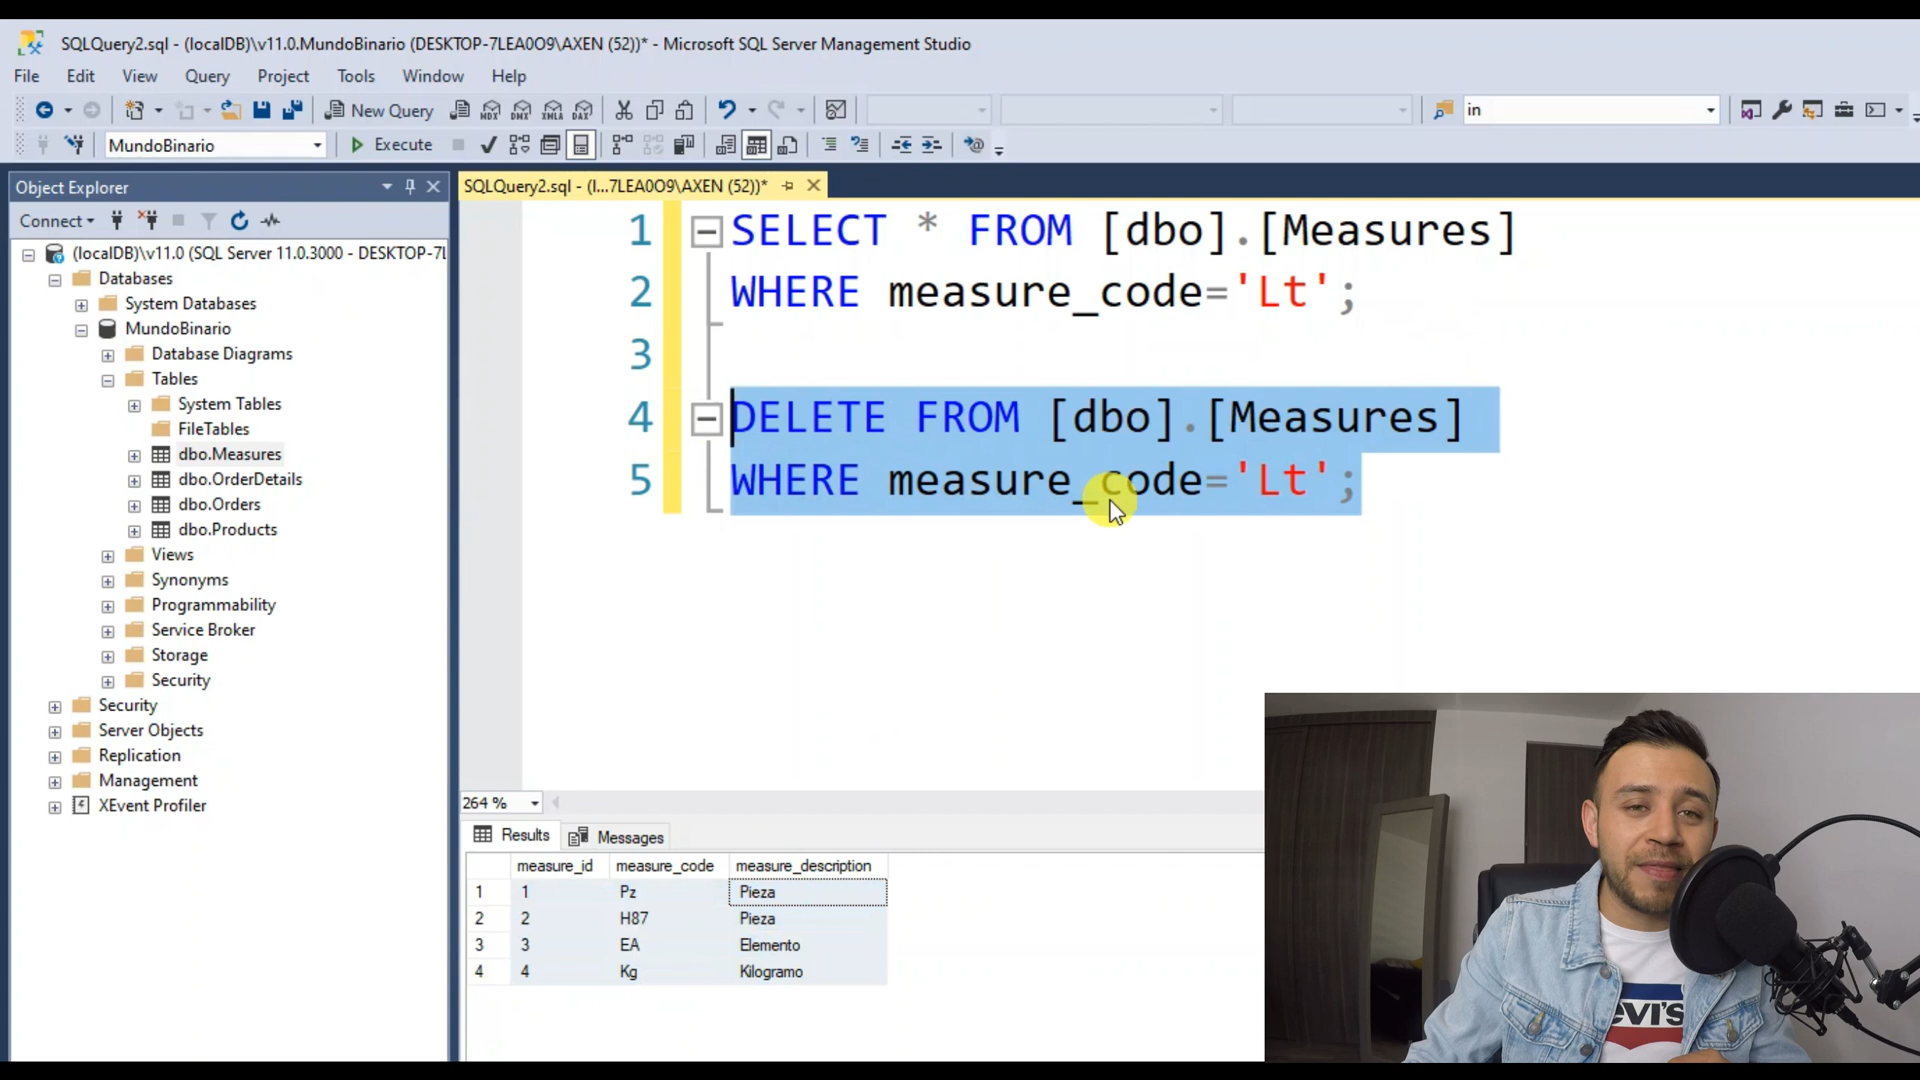 SQLQuery2.sql - (localDB)\v11.0.MundoBinario (DESKTOP-7LEA0O9\AXEN (52))* - Microsoft SQL Server Management Studio
File Edit View Query Project Tools Window Help
New Query
MDX DMX XMLA DAX
in
MundoBinario
Execute
Object Explorer
SQLQuery2.sql - (l...7LEA0O9\AXEN (52))*
Connect
(localDB)\v11.0 (SQL Server 11.0.3000 - DESKTOP-7L
Databases
System Databases
MundoBinario
Database Diagrams
Tables
System Tables
FileTables
dbo.Measures
dbo.OrderDetails
dbo.Orders
dbo.Products
Views
Synonyms
Programmability
Service Broker
Storage
Security
Security
Server Objects
Replication
Management
XEvent Profiler
1 SELECT * FROM [dbo].[Measures]
2 WHERE measure_code='Lt';
3
4 DELETE FROM [dbo].[Measures]
5 WHERE measure_code='Lt';
264 %
Results Messages
measure_id measure_code measure_description
1 1 Pz Pieza
2 2 H87 Pieza
3 3 EA Elemento
4 4 Kg Kilogramo
evi's